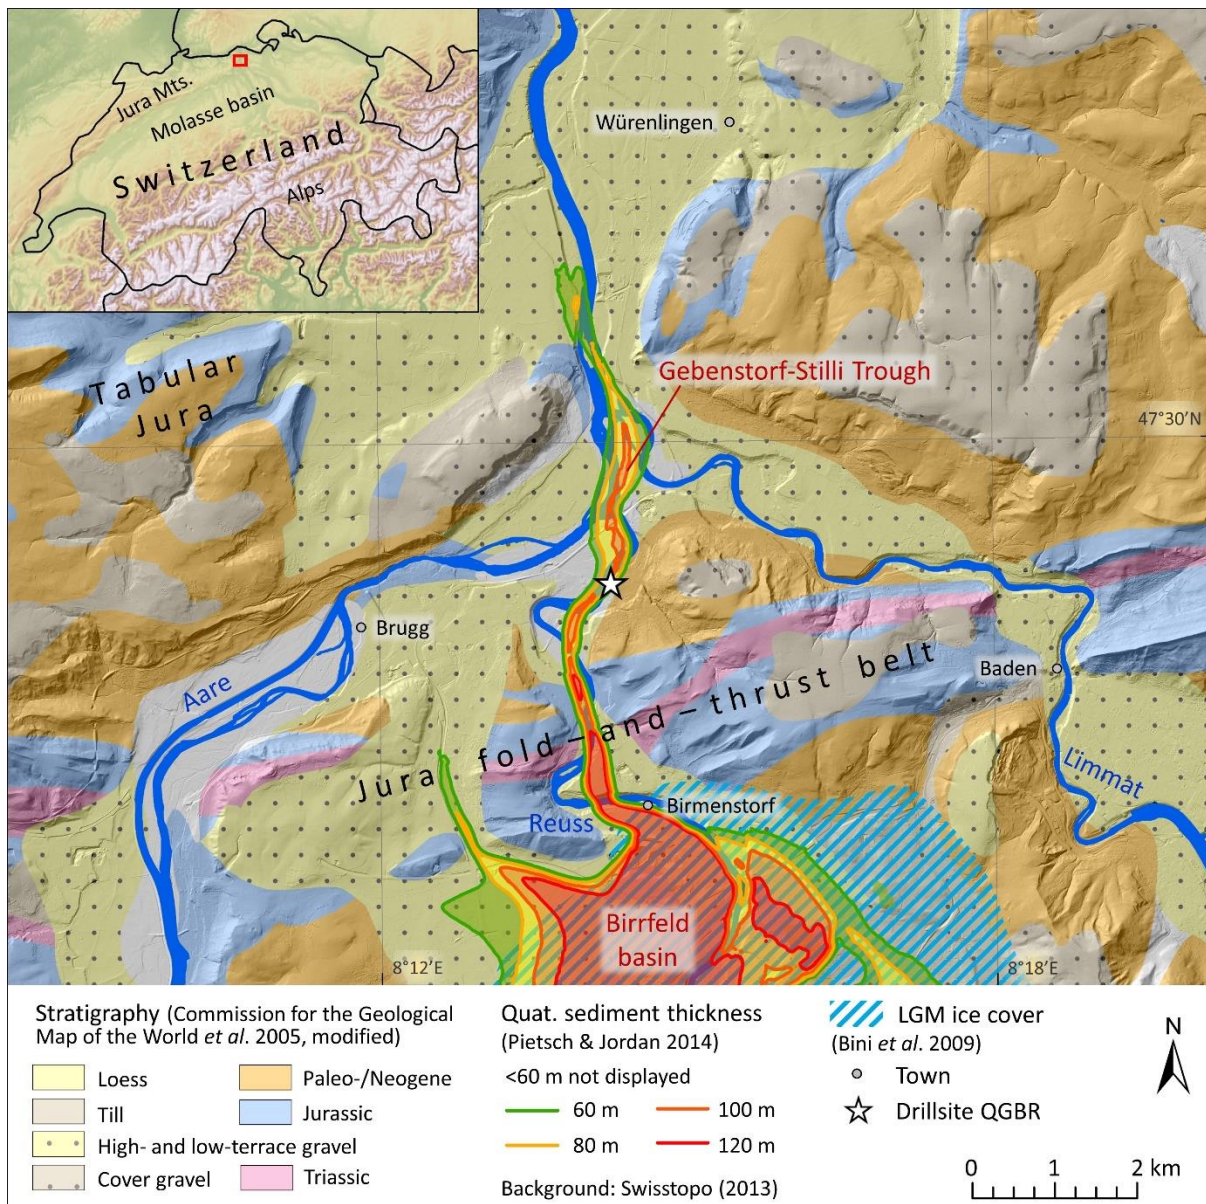 Jura Mts.
Molasse basin
Switzerland
Alps
Würenlingen
Tabular
Jura
Gebenstorf-Stilli Trough
47°30'N
Brugg
Aare
Jura fold–and–thrust belt
Baden
Limmat
Birmenstorf
Reuss
Birrfeld
basin
8°12'E
8°18'E
Stratigraphy (Commission for the Geological
Map of the World et al. 2005, modified)
Loess
Till
High- and low-terrace gravel
Cover gravel
Paleo-/Neogene
Jurassic
Triassic
Quat. sediment thickness
(Pietsch & Jordan 2014)
<60 m not displayed
60 m
80 m
100 m
120 m
Background: Swisstopo (2013)
LGM ice cover
(Bini et al. 2009)
Town
Drillsite QGBR
N
0 1 2 km